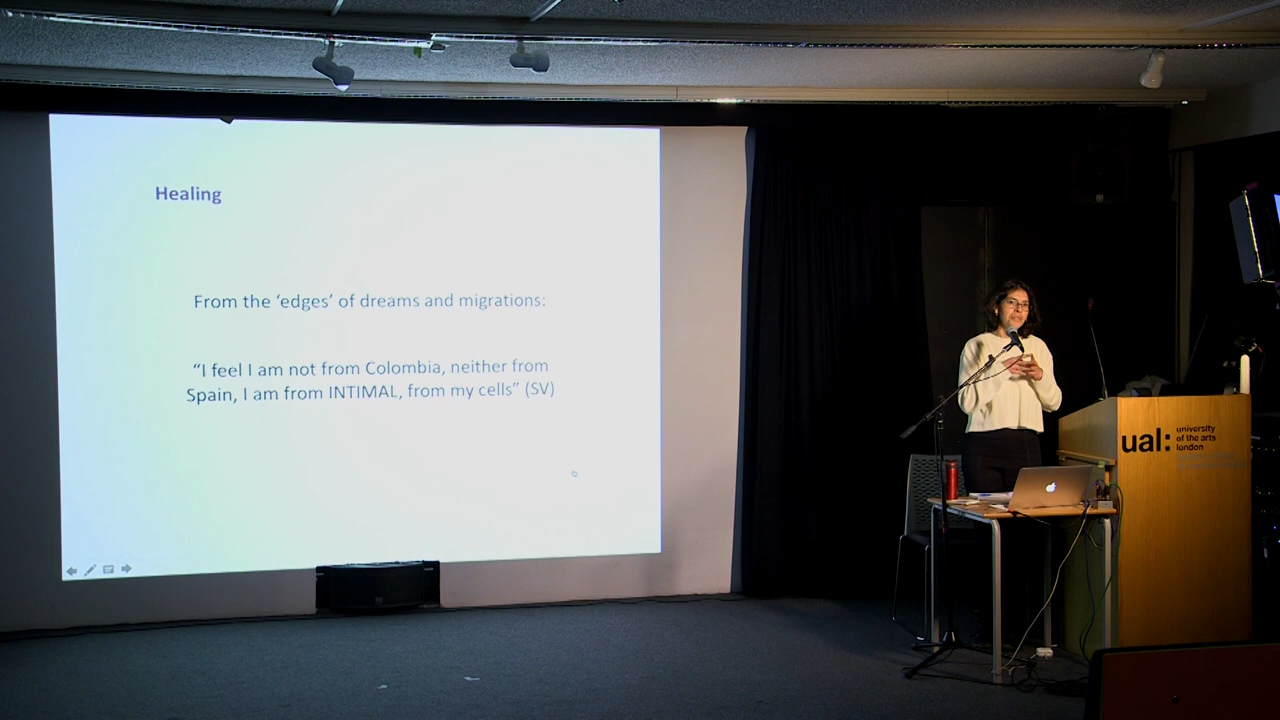 Healing
From the ‘edges’ of dreams and migrations:
“I feel I am not from Colombia, neither from
Spain, I am from INTIMAL, from my cells” (SV)
ual:
university
of the arts
london